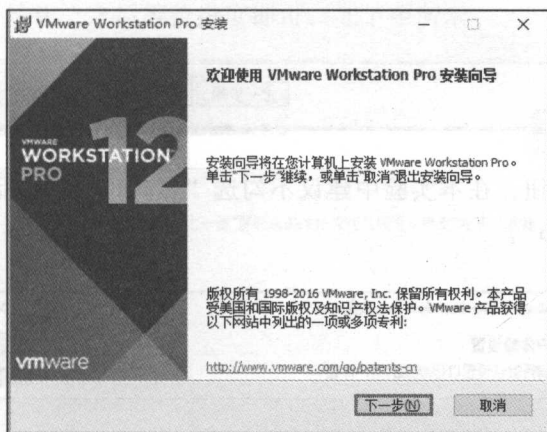 VMware Workstation Pro 安装
欢迎使用 VMware Workstation Pro 安装向导
VMWARE
WORKSTATION
PRO
12
安装向导将在您计算机上安装 VMware Workstation Pro。
单击“下一步”继续，或单击“取消”退出安装向导。
版权所有 1998-2016 VMware, Inc. 保留所有权利。本产品
受美国和国际版权及知识产权法保护。VMware 产品获得
以下网站中列出的一项或多项专利:
http://www.vmware.com/go/patents-cn
vmware
下一步(N)
取消